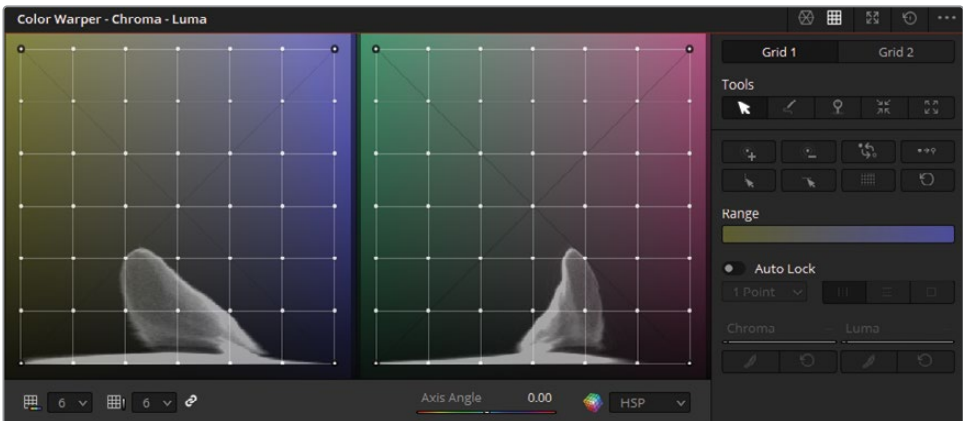 Color Warper - Chroma - Luma
Grid 1
Grid 2
Tools
Range
Auto Lock
1 Point
Chroma
Luma
6
6
Axis Angle
0.00
HSP